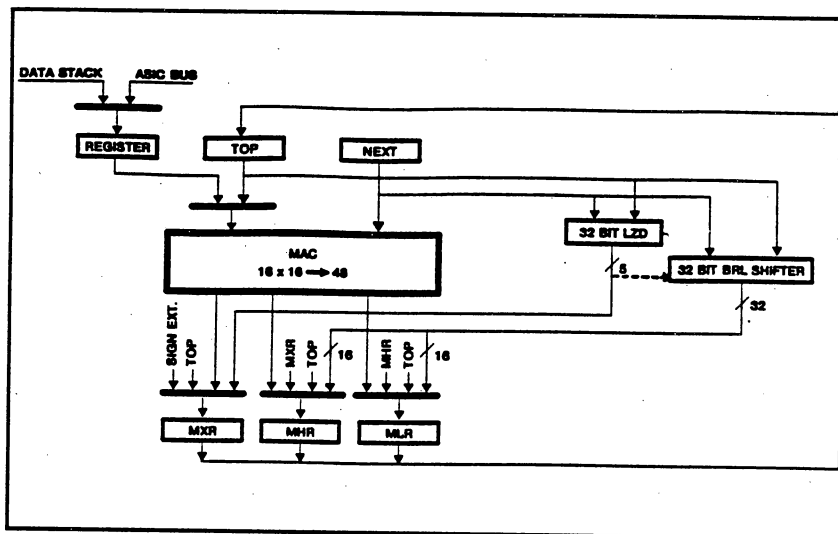 DATA STACK
ASIC BUS
REGISTER
TOP
NEXT
32 BIT LZD
MAC
16 x 16 → 48
5
32 BIT BRL SHIFTER
32
SIGN EXT.
TOP
MXR
TOP
16
MHR
TOP
16
MXR
MHR
MLR